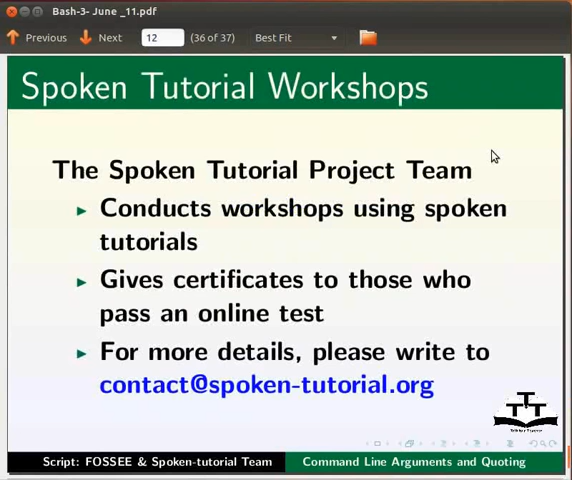 Bash-3- June _11.pdf
Previous Next 12 (36 of 37) Best Fit
Spoken Tutorial Workshops
The Spoken Tutorial Project Team
Conducts workshops using spoken
tutorials
Gives certificates to those who
pass an online test
For more details, please write to
contact@spoken-tutorial.org
Script: FOSSEE & Spoken-tutorial Team Command Line Arguments and Quoting